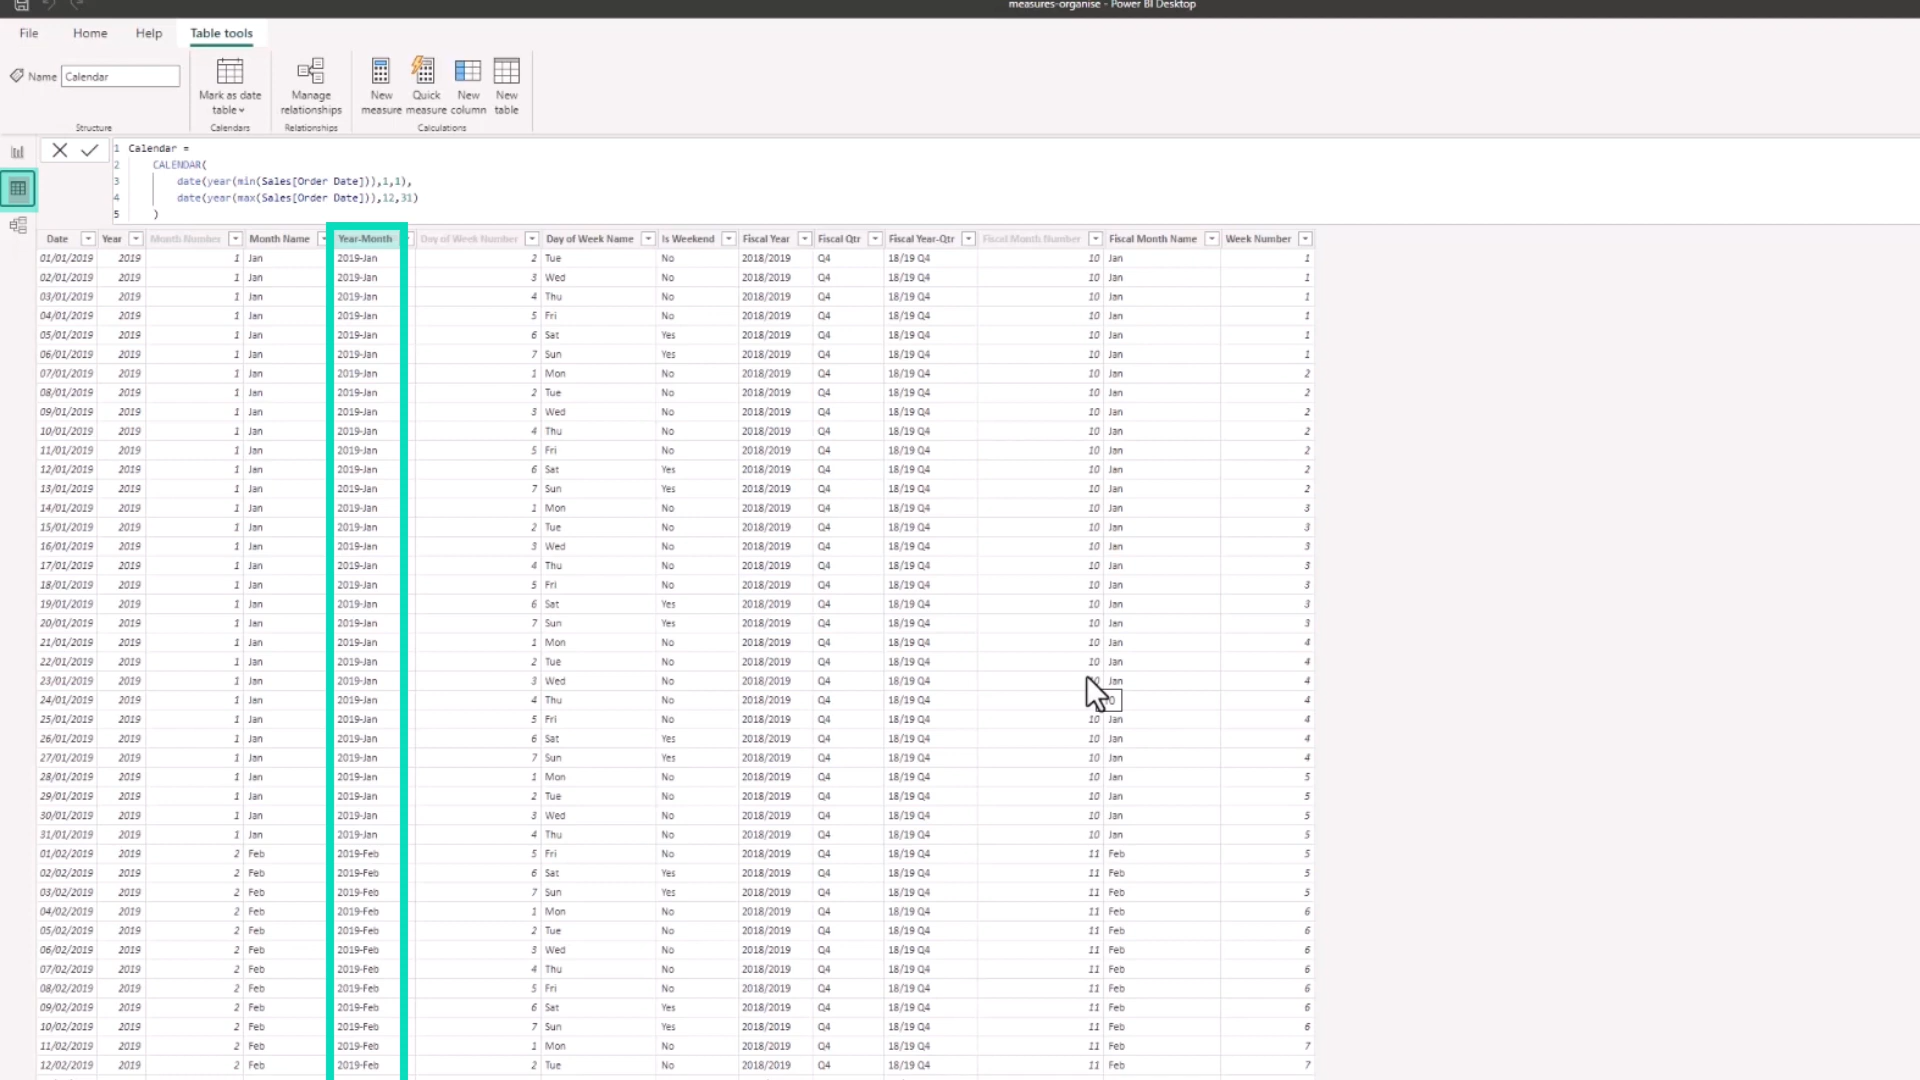 measures-organise - Power BI Desktop
File Home Help Table tools
Name Calendar
Mark as date table
Manage relationships
New measure
Quick measure
New column
New table
Structure Calendars Relationships Calculations
1 Calendar =
2 CALENDAR(
3 date(year(min(Sales[Order Date])),1,1),
4 date(year(max(Sales[Order Date])),12,31)
5 )
Date Year Month Number Month Name Year-Month Day of Week Number Day of Week Name Is Weekend Fiscal Year Fiscal Qtr Fiscal Year-Qtr Fiscal Month Number Fiscal Month Name Week Number
01/01/2019 2019 1 Jan 2019-Jan 2 Tue No 2018/2019 Q4 18/19 Q4 10 Jan 1
02/01/2019 2019 1 Jan 2019-Jan 3 Wed No 2018/2019 Q4 18/19 Q4 10 Jan 1
03/01/2019 2019 1 Jan 2019-Jan 4 Thu No 2018/2019 Q4 18/19 Q4 10 Jan 1
04/01/2019 2019 1 Jan 2019-Jan 5 Fri No 2018/2019 Q4 18/19 Q4 10 Jan 1
05/01/2019 2019 1 Jan 2019-Jan 6 Sat Yes 2018/2019 Q4 18/19 Q4 10 Jan 1
06/01/2019 2019 1 Jan 2019-Jan 7 Sun Yes 2018/2019 Q4 18/19 Q4 10 Jan 1
07/01/2019 2019 1 Jan 2019-Jan 1 Mon No 2018/2019 Q4 18/19 Q4 10 Jan 2
08/01/2019 2019 1 Jan 2019-Jan 2 Tue No 2018/2019 Q4 18/19 Q4 10 Jan 2
09/01/2019 2019 1 Jan 2019-Jan 3 Wed No 2018/2019 Q4 18/19 Q4 10 Jan 2
10/01/2019 2019 1 Jan 2019-Jan 4 Thu No 2018/2019 Q4 18/19 Q4 10 Jan 2
11/01/2019 2019 1 Jan 2019-Jan 5 Fri No 2018/2019 Q4 18/19 Q4 10 Jan 2
12/01/2019 2019 1 Jan 2019-Jan 6 Sat Yes 2018/2019 Q4 18/19 Q4 10 Jan 2
13/01/2019 2019 1 Jan 2019-Jan 7 Sun Yes 2018/2019 Q4 18/19 Q4 10 Jan 2
14/01/2019 2019 1 Jan 2019-Jan 1 Mon No 2018/2019 Q4 18/19 Q4 10 Jan 3
15/01/2019 2019 1 Jan 2019-Jan 2 Tue No 2018/2019 Q4 18/19 Q4 10 Jan 3
16/01/2019 2019 1 Jan 2019-Jan 3 Wed No 2018/2019 Q4 18/19 Q4 10 Jan 3
17/01/2019 2019 1 Jan 2019-Jan 4 Thu No 2018/2019 Q4 18/19 Q4 10 Jan 3
18/01/2019 2019 1 Jan 2019-Jan 5 Fri No 2018/2019 Q4 18/19 Q4 10 Jan 3
19/01/2019 2019 1 Jan 2019-Jan 6 Sat Yes 2018/2019 Q4 18/19 Q4 10 Jan 3
20/01/2019 2019 1 Jan 2019-Jan 7 Sun Yes 2018/2019 Q4 18/19 Q4 10 Jan 3
21/01/2019 2019 1 Jan 2019-Jan 1 Mon No 2018/2019 Q4 18/19 Q4 10 Jan 4
22/01/2019 2019 1 Jan 2019-Jan 2 Tue No 2018/2019 Q4 18/19 Q4 10 Jan 4
23/01/2019 2019 1 Jan 2019-Jan 3 Wed No 2018/2019 Q4 18/19 Q4 Jan 4
24/01/2019 2019 1 Jan 2019-Jan 4 Thu No 2018/2019 Q4 18/19 Q4 4
25/01/2019 2019 1 Jan 2019-Jan 5 Fri No 2018/2019 Q4 18/19 Q4 10 Jan 4
26/01/2019 2019 1 Jan 2019-Jan 6 Sat Yes 2018/2019 Q4 18/19 Q4 10 Jan 4
27/01/2019 2019 1 Jan 2019-Jan 7 Sun Yes 2018/2019 Q4 18/19 Q4 10 Jan 4
28/01/2019 2019 1 Jan 2019-Jan 1 Mon No 2018/2019 Q4 18/19 Q4 10 Jan 5
29/01/2019 2019 1 Jan 2019-Jan 2 Tue No 2018/2019 Q4 18/19 Q4 10 Jan 5
30/01/2019 2019 1 Jan 2019-Jan 3 Wed No 2018/2019 Q4 18/19 Q4 10 Jan 5
31/01/2019 2019 1 Jan 2019-Jan 4 Thu No 2018/2019 Q4 18/19 Q4 10 Jan 5
01/02/2019 2019 2 Feb 2019-Feb 5 Fri No 2018/2019 Q4 18/19 Q4 11 Feb 5
02/02/2019 2019 2 Feb 2019-Feb 6 Sat Yes 2018/2019 Q4 18/19 Q4 11 Feb 5
03/02/2019 2019 2 Feb 2019-Feb 7 Sun Yes 2018/2019 Q4 18/19 Q4 11 Feb 5
04/02/2019 2019 2 Feb 2019-Feb 1 Mon No 2018/2019 Q4 18/19 Q4 11 Feb 6
05/02/2019 2019 2 Feb 2019-Feb 2 Tue No 2018/2019 Q4 18/19 Q4 11 Feb 6
06/02/2019 2019 2 Feb 2019-Feb 3 Wed No 2018/2019 Q4 18/19 Q4 11 Feb 6
07/02/2019 2019 2 Feb 2019-Feb 4 Thu No 2018/2019 Q4 18/19 Q4 11 Feb 6
08/02/2019 2019 2 Feb 2019-Feb 5 Fri No 2018/2019 Q4 18/19 Q4 11 Feb 6
09/02/2019 2019 2 Feb 2019-Feb 6 Sat Yes 2018/2019 Q4 18/19 Q4 11 Feb 6
10/02/2019 2019 2 Feb 2019-Feb 7 Sun Yes 2018/2019 Q4 18/19 Q4 11 Feb 6
11/02/2019 2019 2 Feb 2019-Feb 1 Mon No 2018/2019 Q4 18/19 Q4 11 Feb 7
12/02/2019 2019 2 Feb 2019-Feb 2 Tue No 2018/2019 Q4 18/19 Q4 11 Feb 7